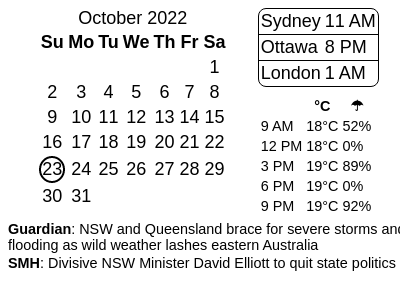 October 2022
Su Mo Tu We Th Fr Sa
1
2 3 4 5 6 7 8
9 10 11 12 13 14 15
16 17 18 19 20 21 22
23 24 25 26 27 28 29
30 31
Sydney 11 AM
Ottawa 8 PM
London 1 AM
°C ☂
9 AM 18°C 52%
12 PM 18°C 0%
3 PM 19°C 89%
6 PM 19°C 0%
9 PM 19°C 92%
Guardian: NSW and Queensland brace for severe storms and
flooding as wild weather lashes eastern Australia
SMH: Divisive NSW Minister David Elliott to quit state politics